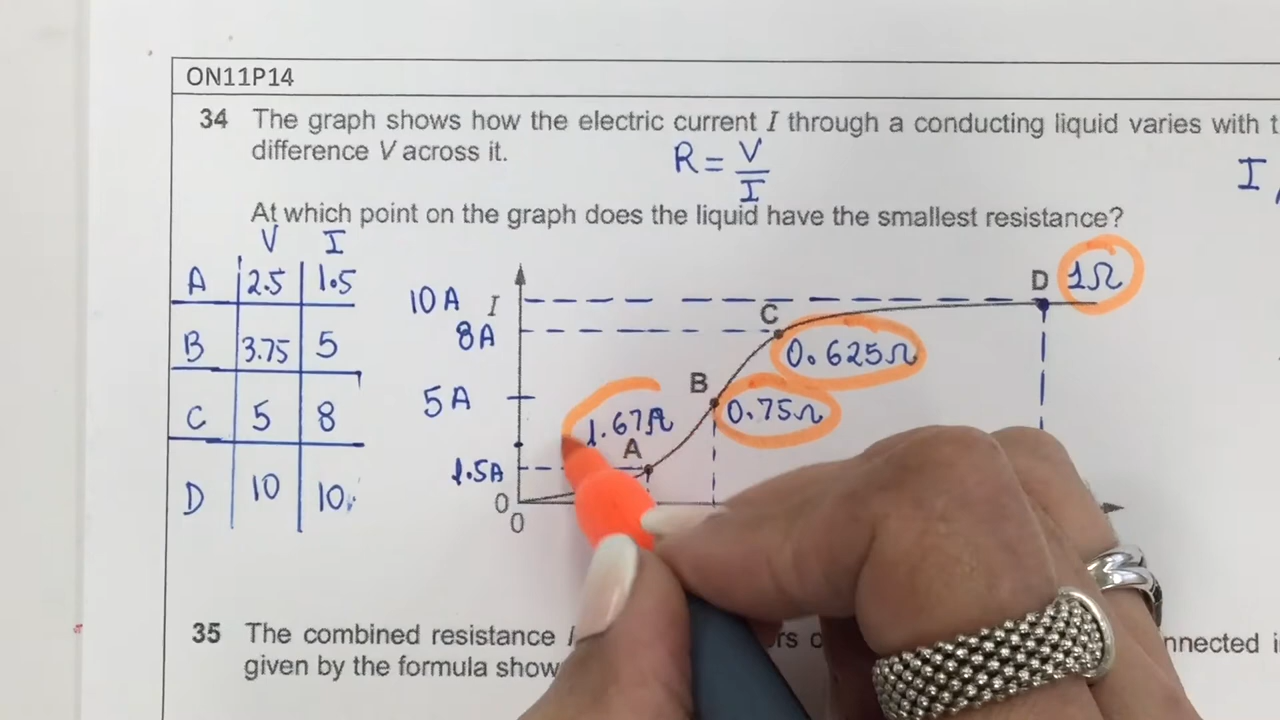 ON11P14
34 The graph shows how the electric current I through a conducting liquid varies with
difference V across it.
R = V/I
I
At which point on the graph does the liquid have the smallest resistance?
V I
A 2.5 1.5
B 3.75 5
C 5 8
D 10 10
10A I
8A
5A
1.5A
0
0
D 1Ω
C
0.625Ω
B
0.75Ω
1.67Ω
A
35 The combined resistance
nnected i
given by the formula show